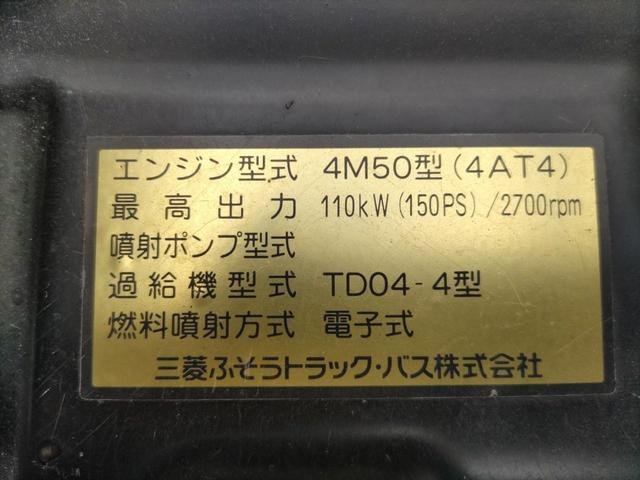 エンジン型式 4M50型(4AT4)
最高出力 110kW(150PS)/2700rpm
噴射ポンプ型式
過給機型式 TD04-4型
燃料噴射方式 電子式
三菱ふそうトラック・バス株式会社